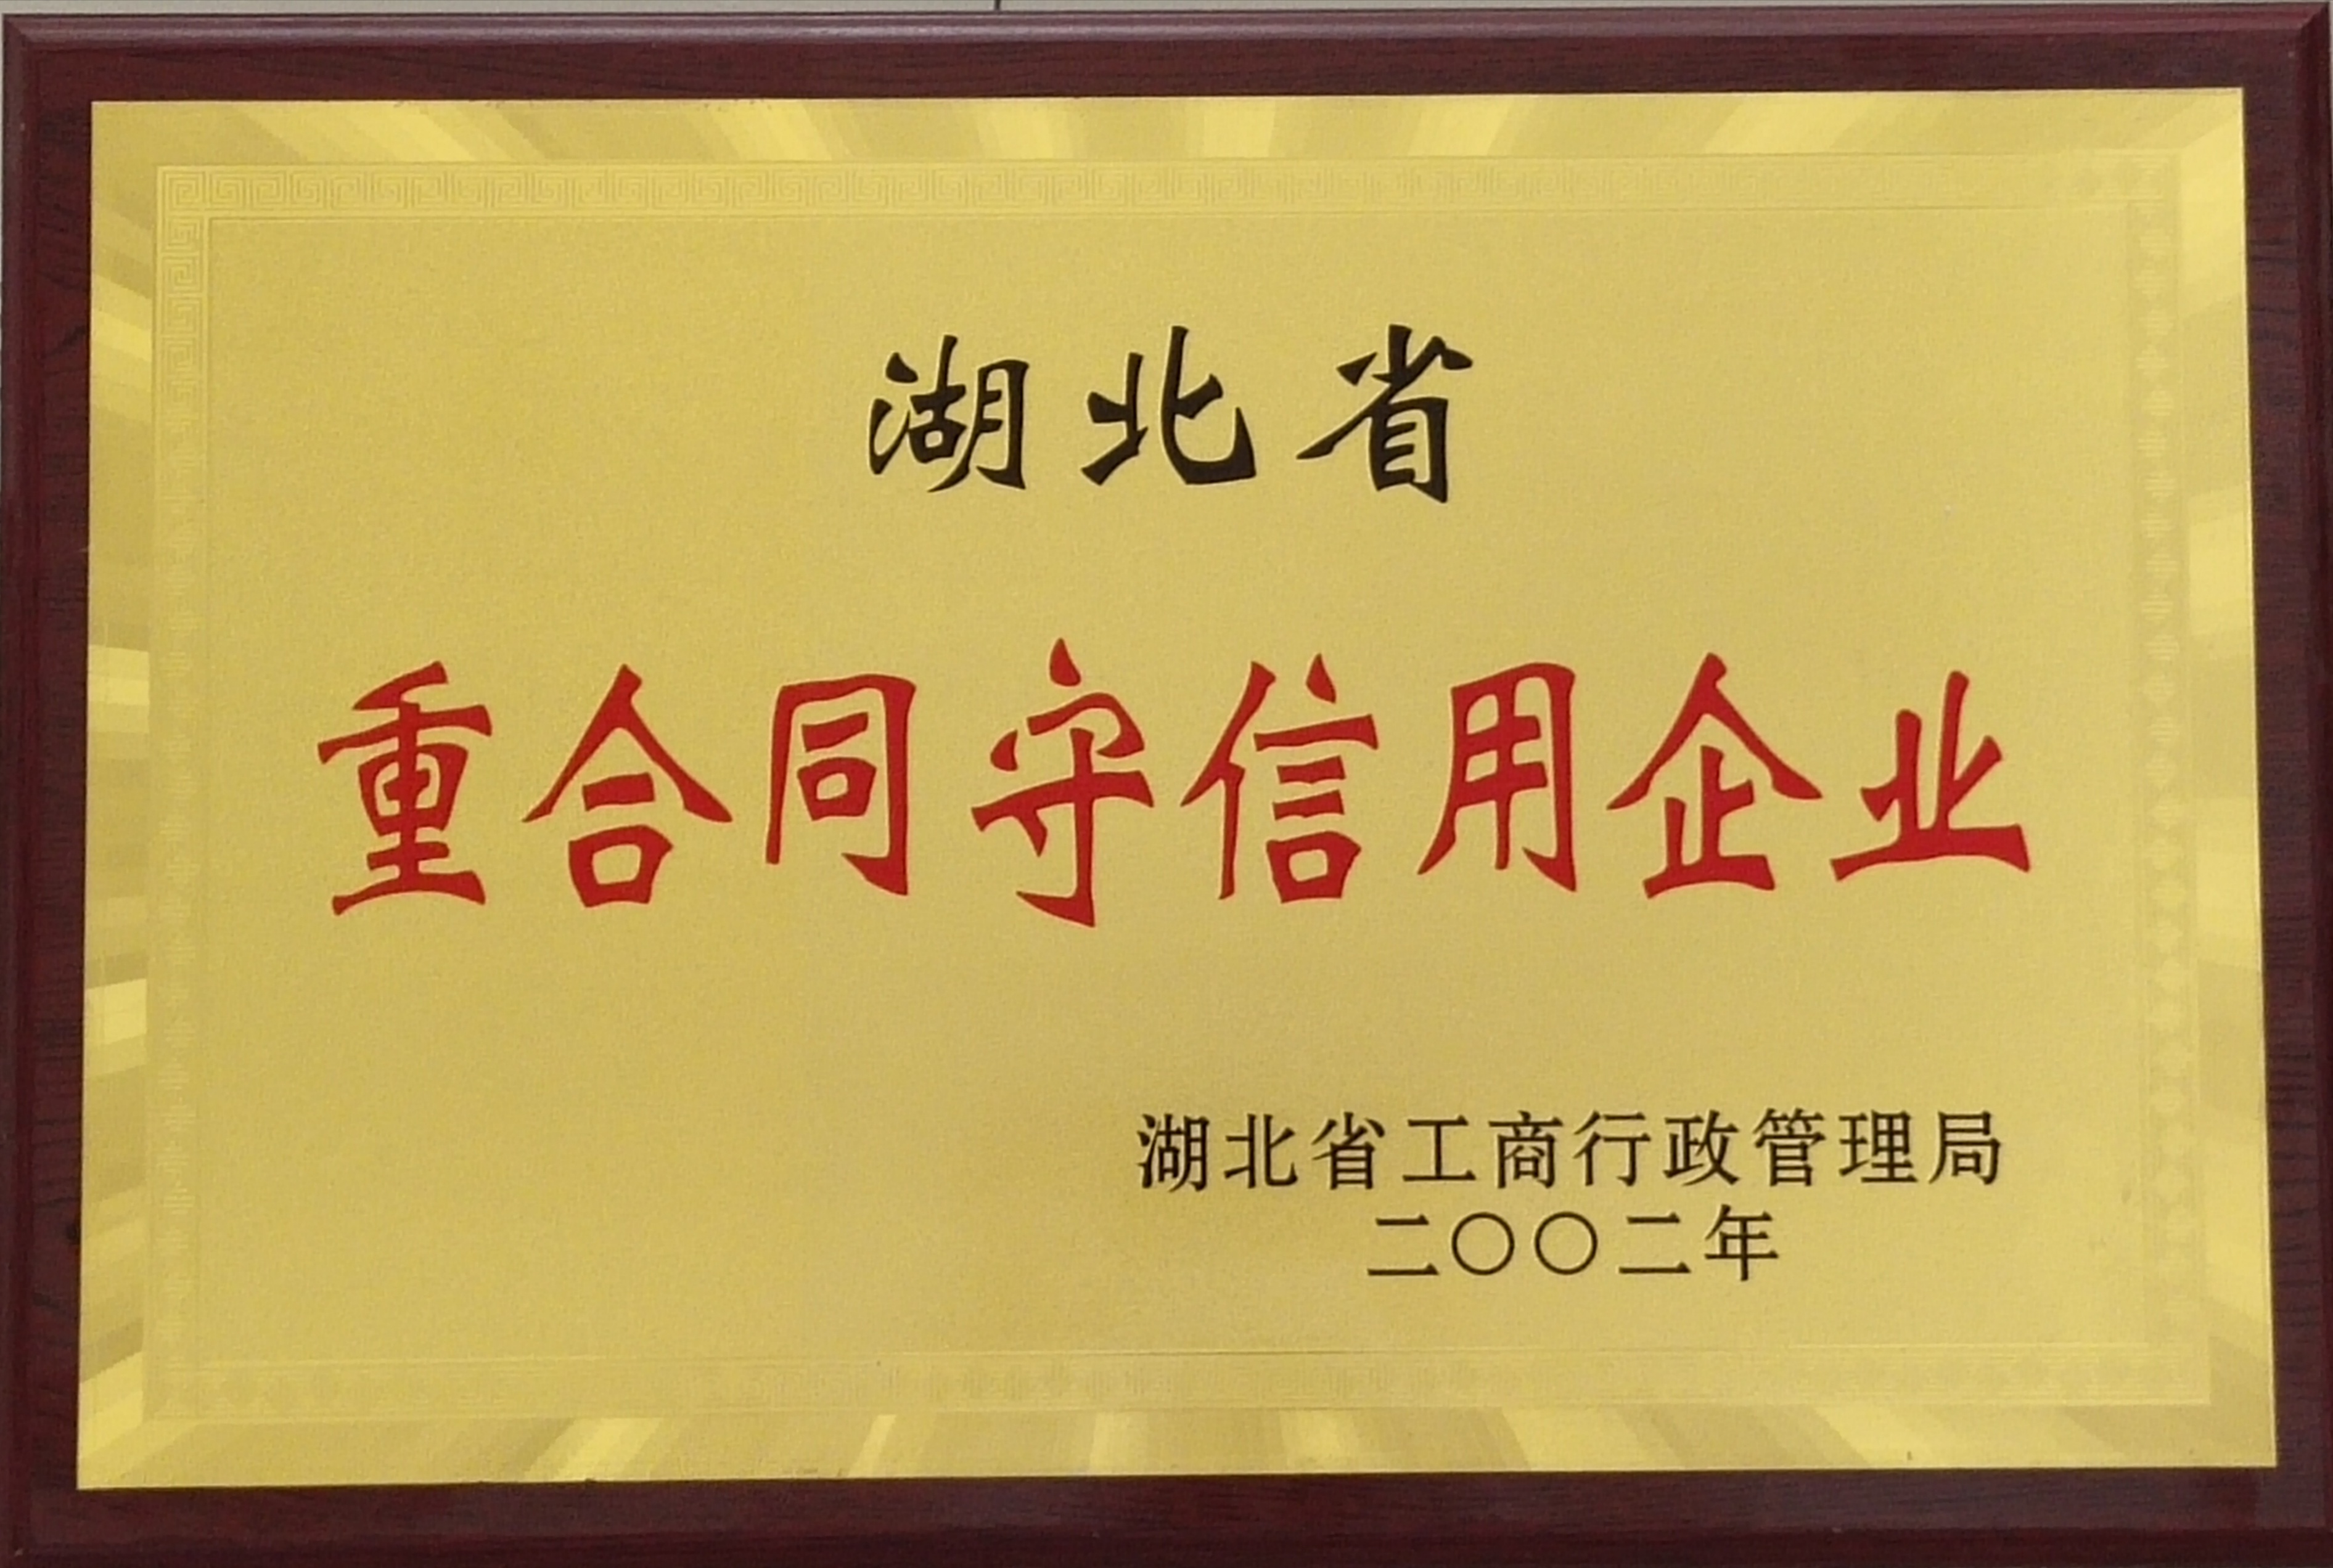 湖北省
重合同守信用企业
湖北省工商行政管理局
二〇〇二年